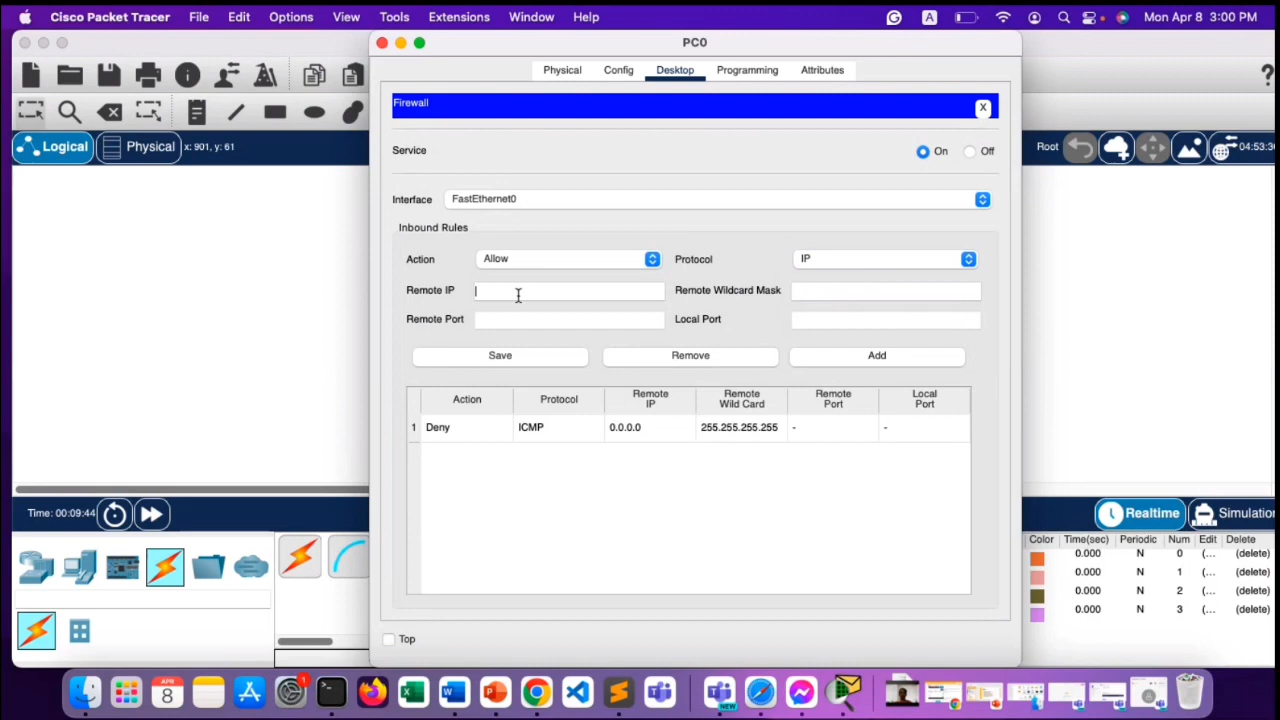 Cisco Packet Tracer File Edit Options View Tools Extensions Window Help A Mon Apr 8 3:00 PM
PC0
Physical Config Desktop Programming Attributes
Firewall X
Logical Physical x: 901, y: 61 Root
Service On Off
Interface FastEthernet0
Inbound Rules
Action Allow Protocol IP
Remote IP Remote Wildcard Mask
Remote Port Local Port
Save Remove Add
Action Protocol Remote IP Remote Wild Card Remote Port Local Port
1 Deny ICMP 0.0.0.0 255.255.255.255 - -
Time: 00:09:44 Realtime Simulation
Color Time(sec) Periodic Num Edit Delete
0.000 N 0 (... (delete)
0.000 N 1 (... (delete)
0.000 N 2 (... (delete)
0.000 N 3 (... (delete)
Top
APR
8
1
NEW